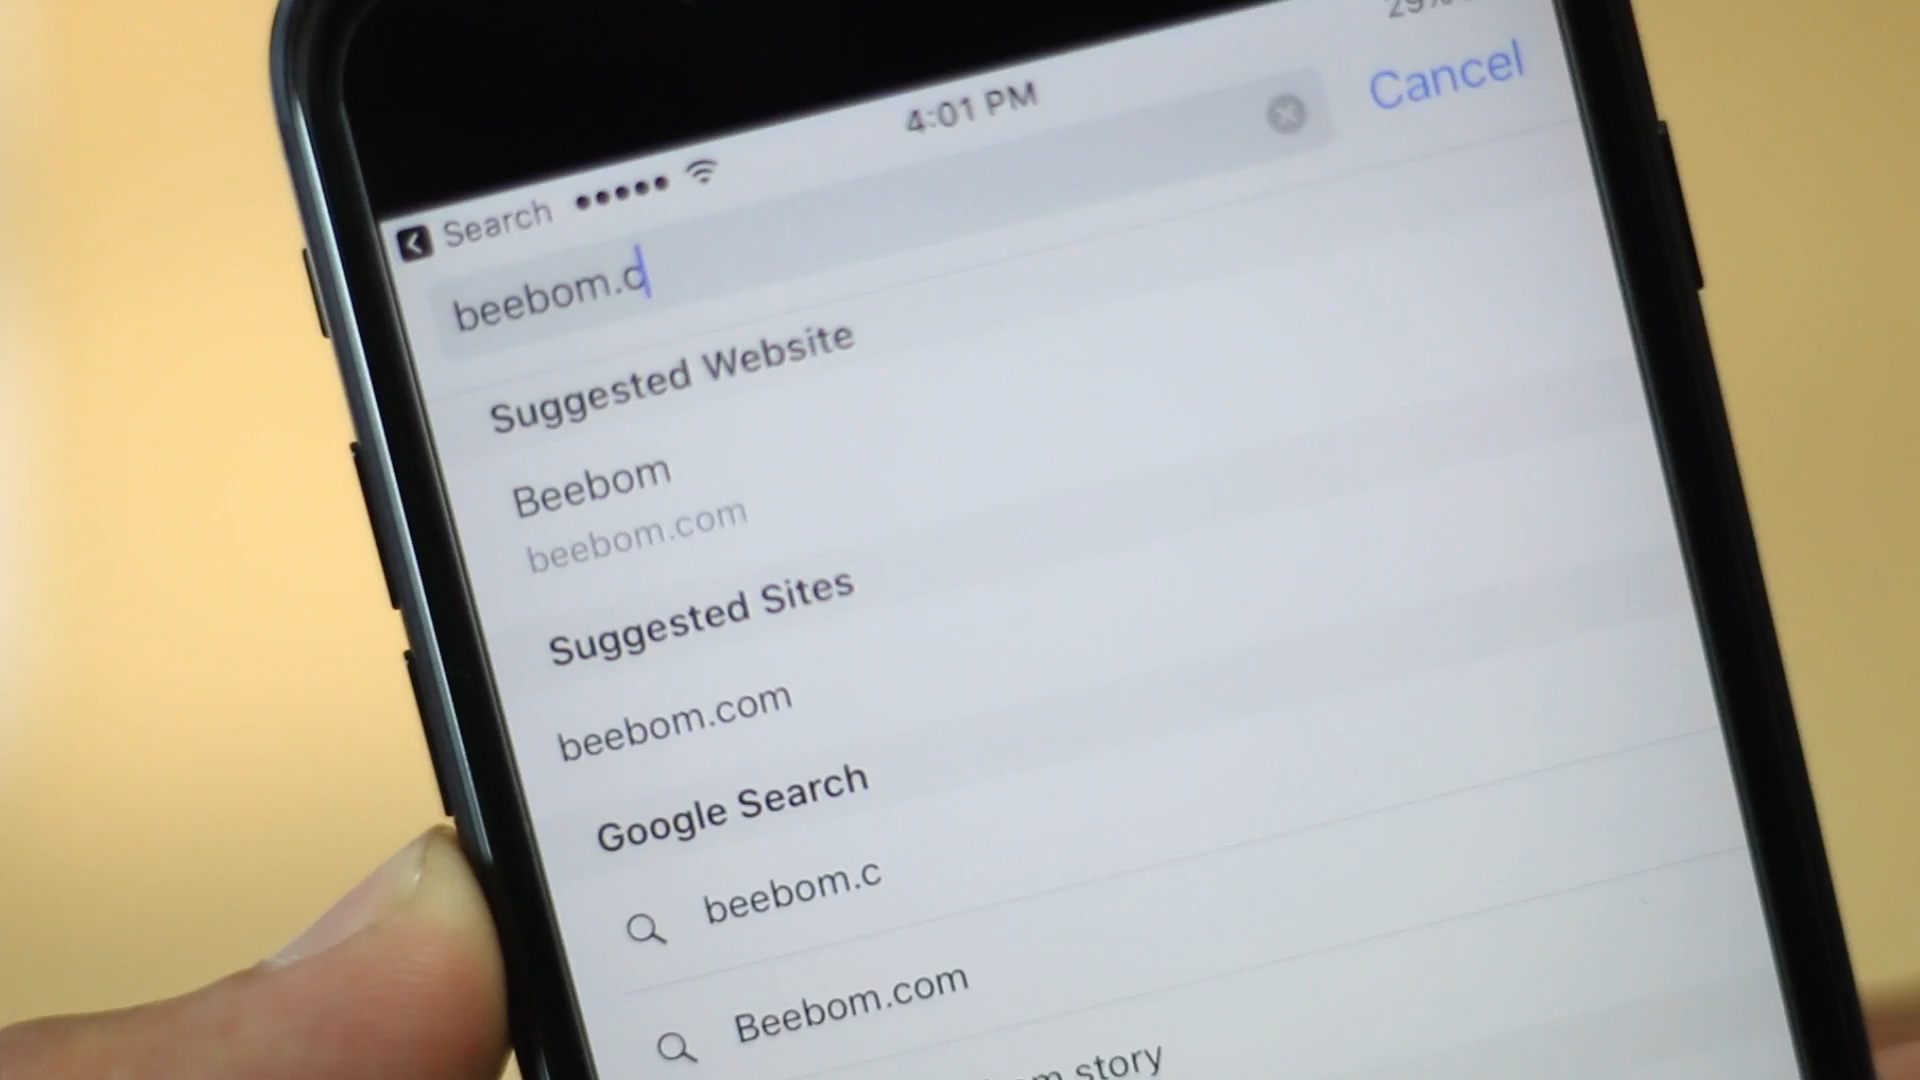 Search 4:01 PM
Cancel
beebom.c
Suggested Website
Beebom
beebom.com
Suggested Sites
beebom.com
Google Search
beebom.c
Beebom.com
story